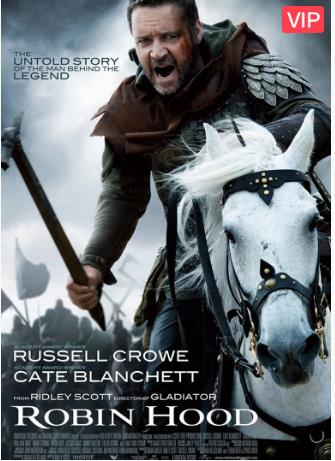 VIP
THE
UNTOLD STORY
OF THE MAN BEHIND THE
LEGEND
ACADEMY AWARD WINNER
RUSSELL CROWE
ACADEMY AWARD WINNER
CATE BLANCHETT
FROM RIDLEY SCOTT DIRECTOR OF GLADIATOR
ROBIN HOOD